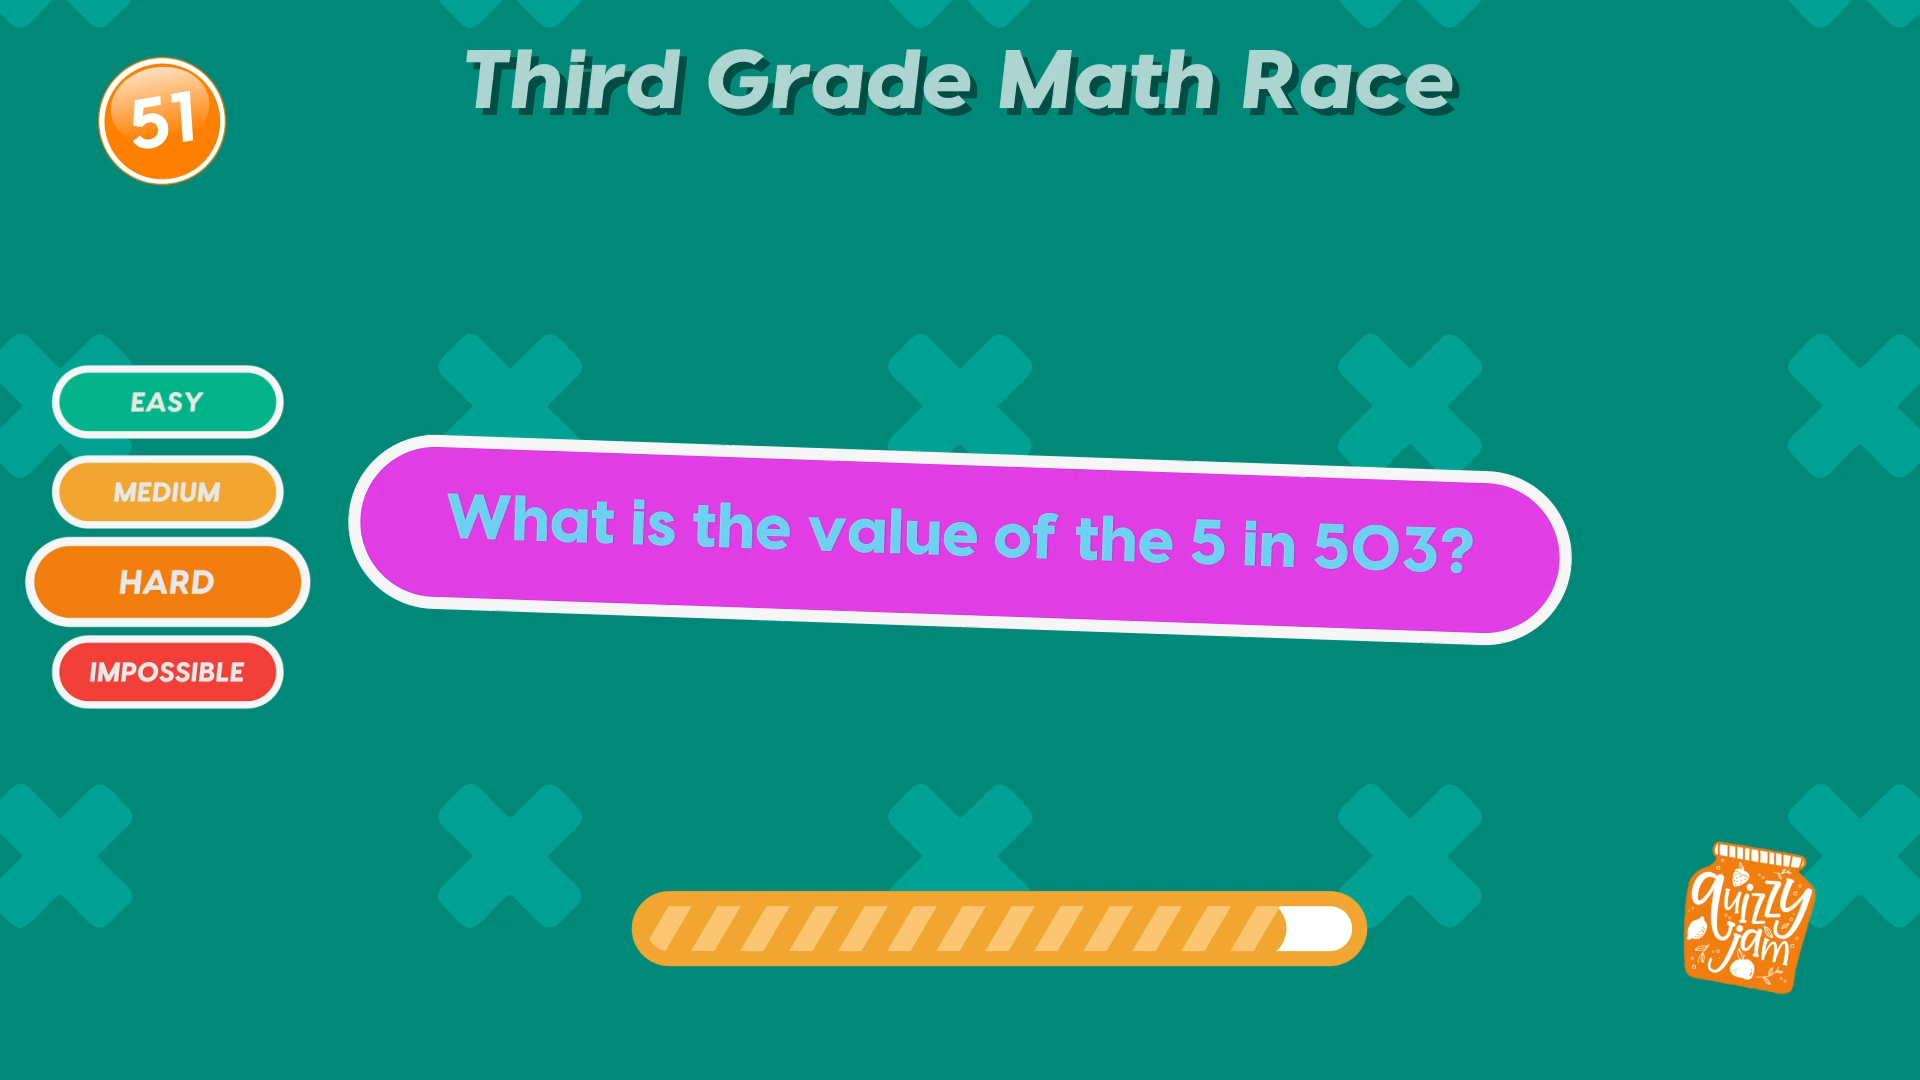 Third Grade Math Race
51
EASY
MEDIUM
HARD
IMPOSSIBLE
What is the value of the 5 in 503?
quizzy
jam